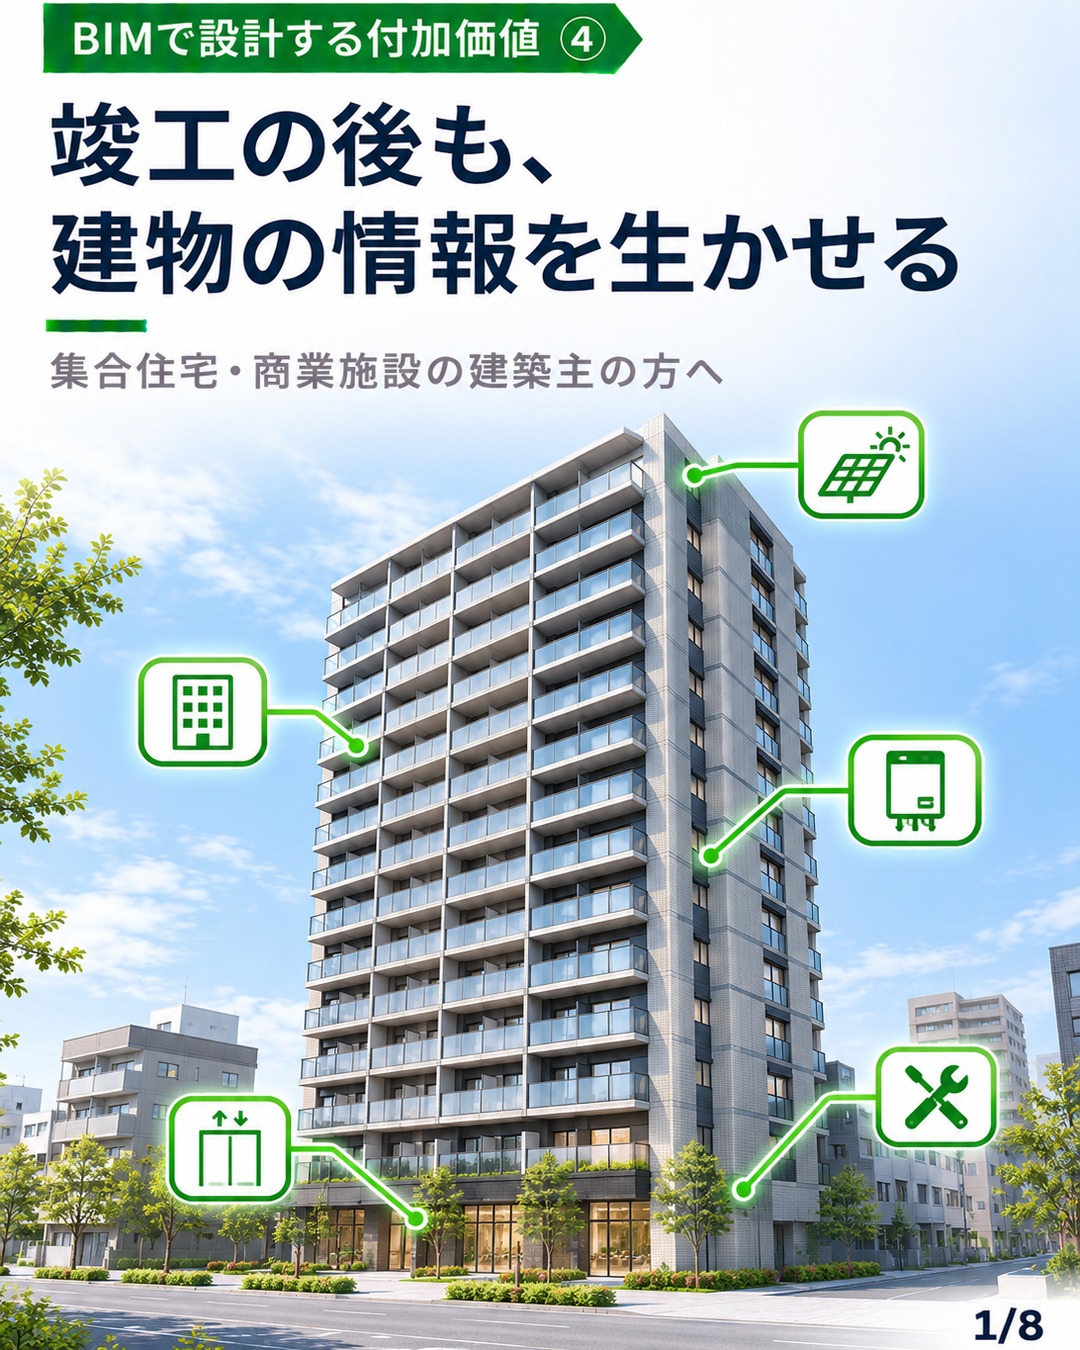 BIMで設計する付加価値 ④
竣工の後も、
建物の情報を生かせる
集合住宅・商業施設の建築主の方へ
1/8